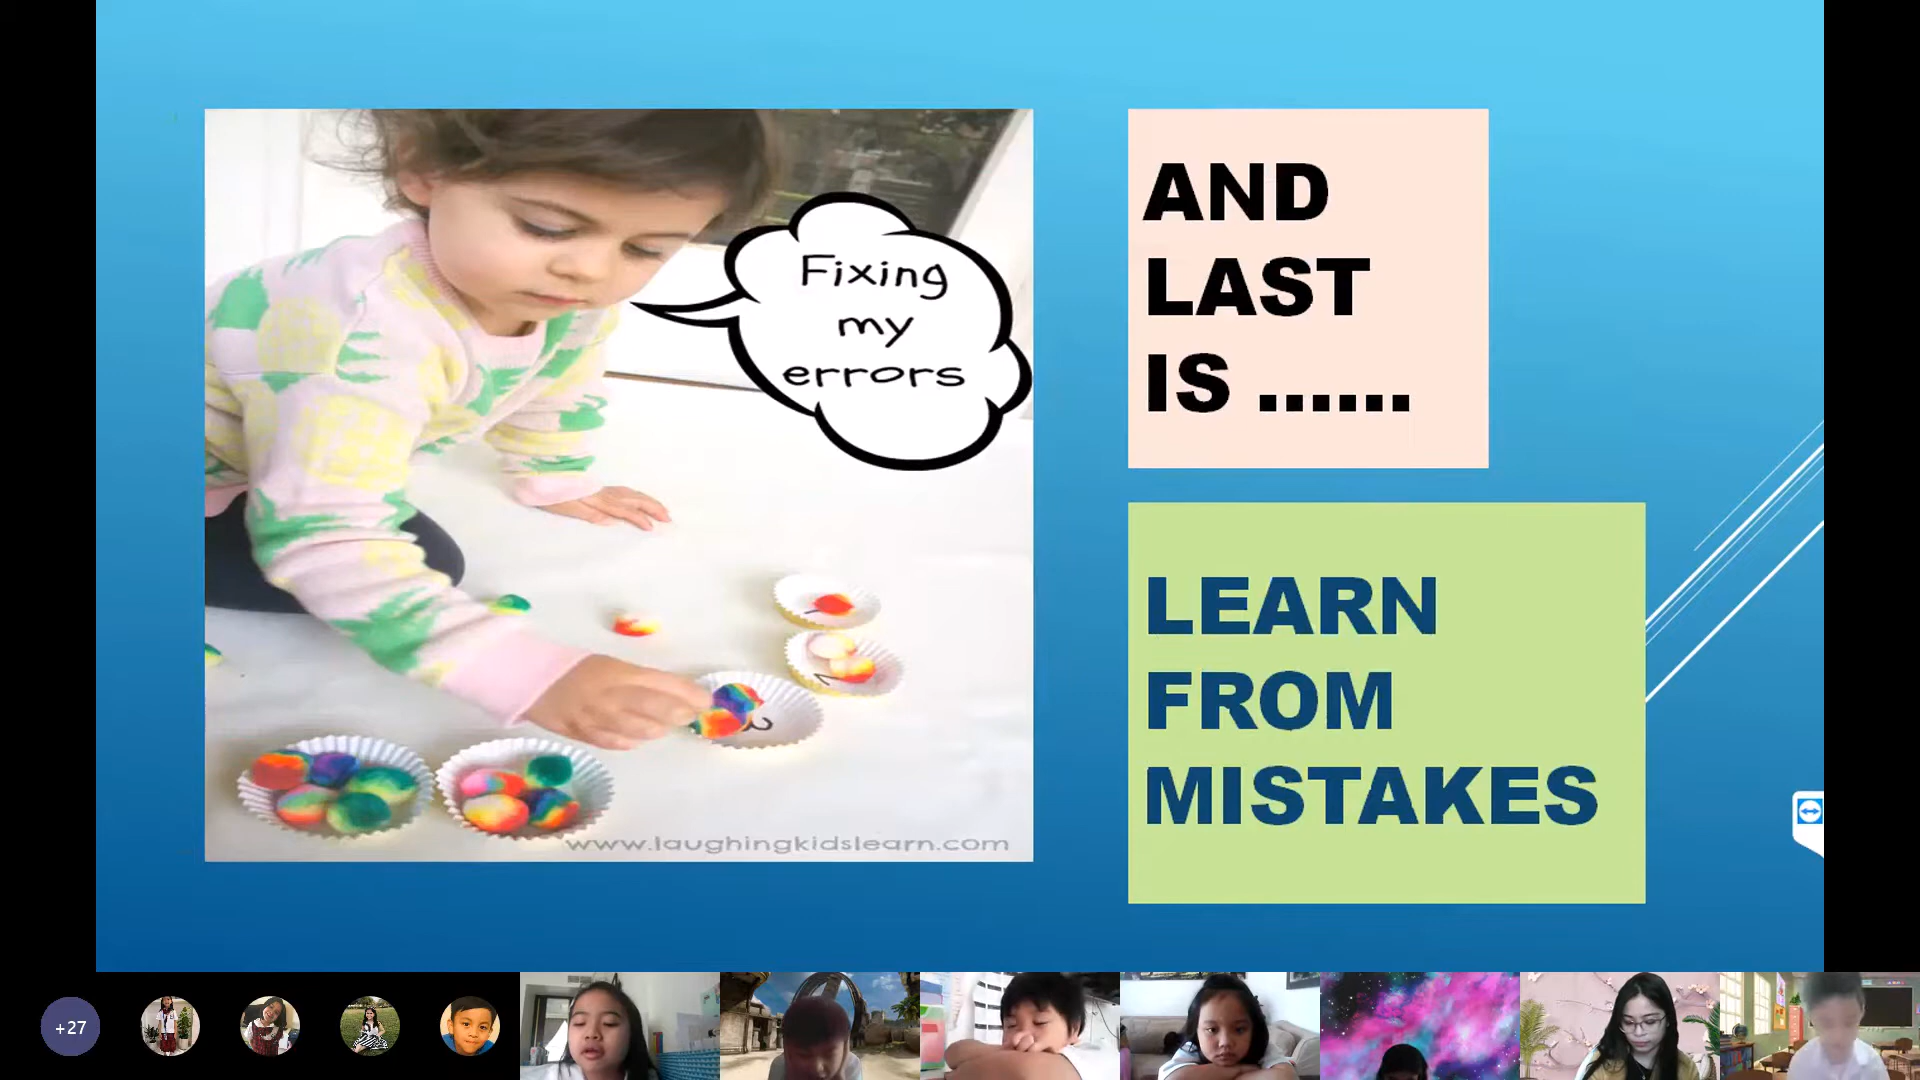 Fixing
my
errors
www.laughingkidslearn.com
AND
LAST
IS ......
LEARN
FROM
MISTAKES
+27